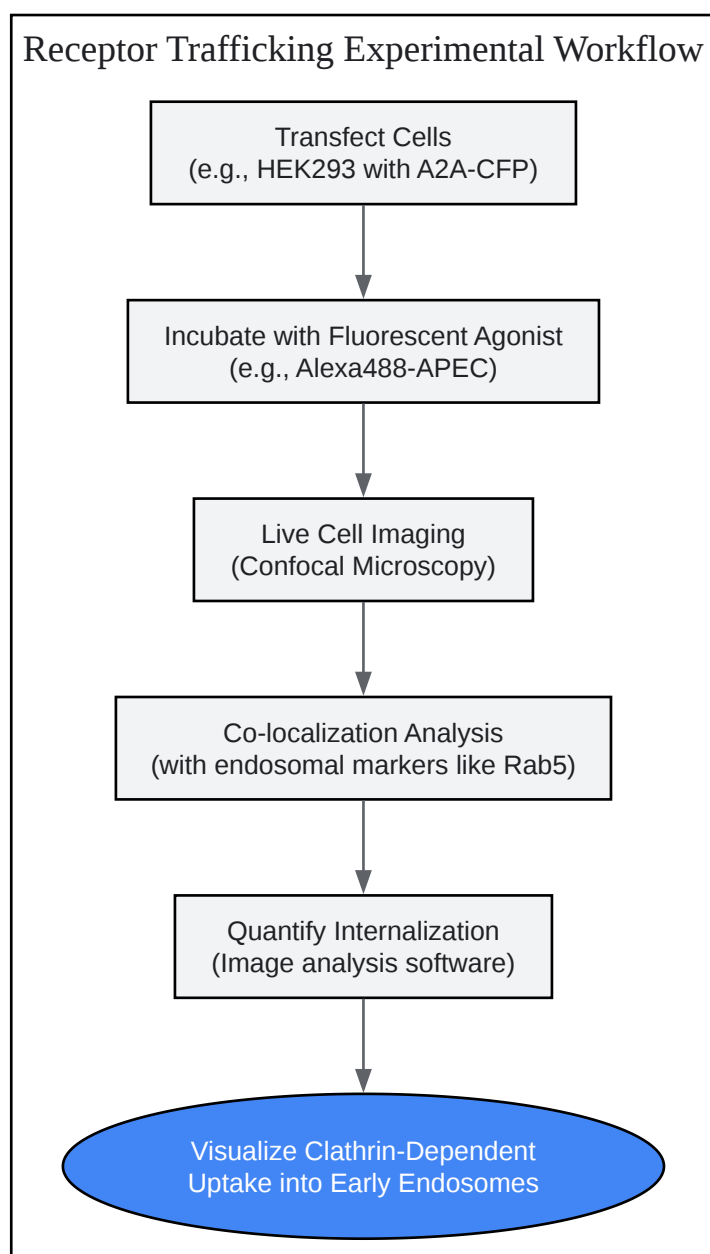 Receptor Trafficking Experimental Workflow
Transfect Cells
(e.g., HEK293 with A2A-CFP)
Incubate with Fluorescent Agonist
(e.g., Alexa488-APEC)
Live Cell Imaging
(Confocal Microscopy)
Co-localization Analysis
(with endosomal markers like Rab5)
Quantify Internalization
(Image analysis software)
Visualize Clathrin-Dependent
Uptake into Early Endosomes